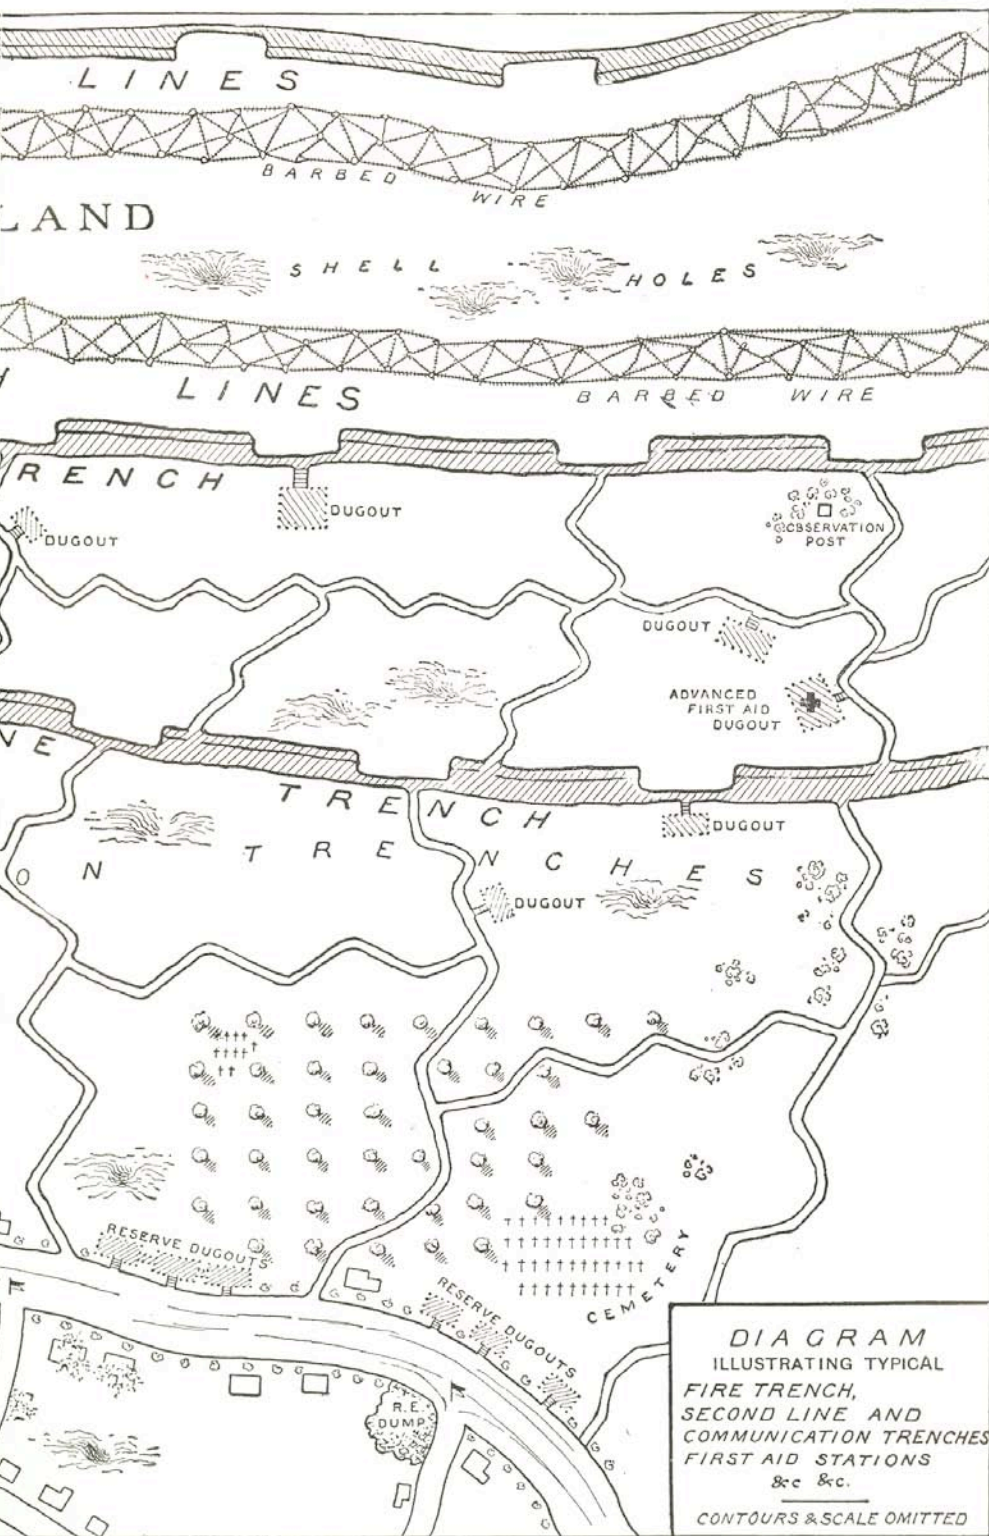 LINES
BARBED WIRE
LAND
SHELL HOLES
LINES
BARBED WIRE
RENCH
DUGOUT
DUGOUT
OBSERVATION
POST
DUGOUT
ADVANCED
FIRST AID
DUGOUT
NE TRENCH
DUGOUT
ON TRENCHES
DUGOUT
RESERVE DUGOUTS
RESERVE DUGOUTS
CEMETERY
R.E.
DUMP
DIAGRAM
ILLUSTRATING TYPICAL
FIRE TRENCH,
SECOND LINE AND
COMMUNICATION TRENCHES
FIRST AID STATIONS
&c &c.
CONTOURS & SCALE OMITTED